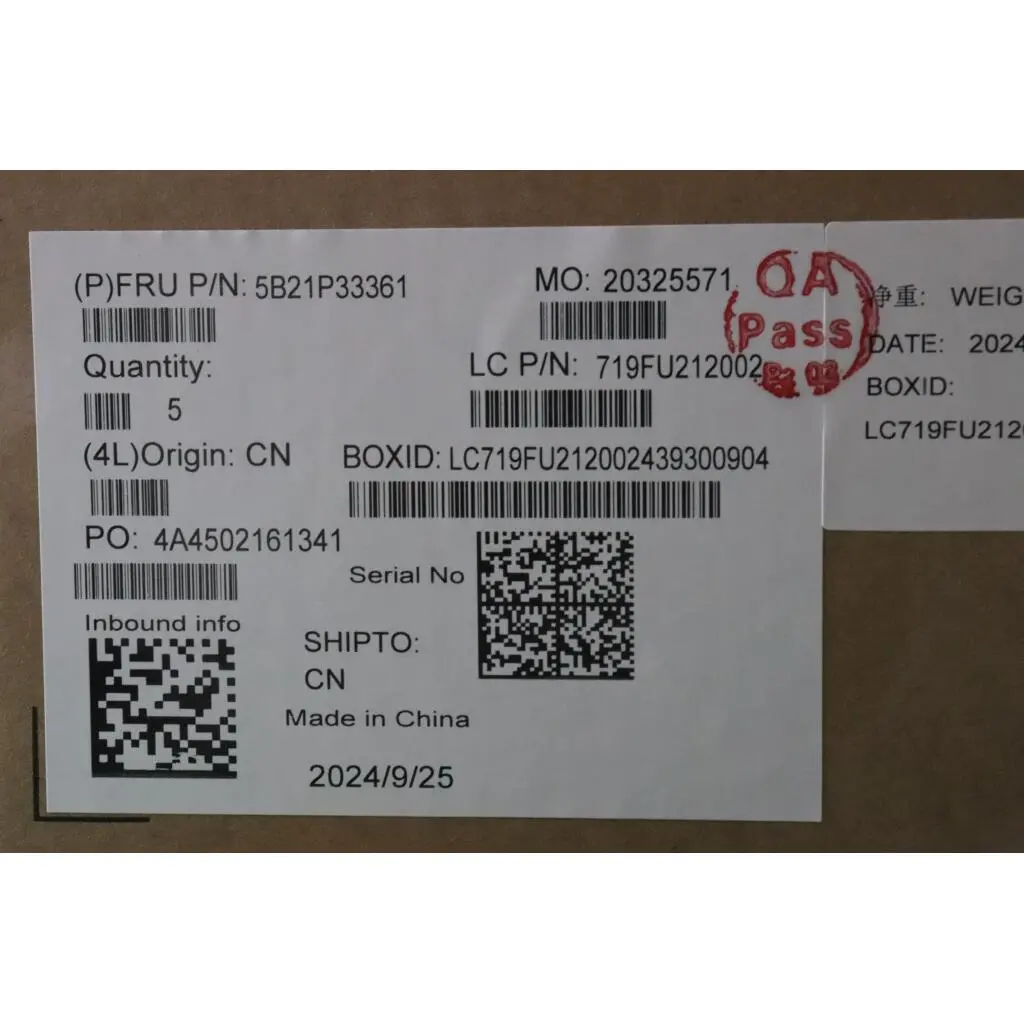 (P)FRU P/N: 5B21P33361
MO: 20325571
Quantity:
5
LC P/N: 719FU212002
(4L)Origin: CN
BOXID: LC719FU212002439300904
PO: 4A4502161341
Serial No
Inbound info
SHIPTO:
CN
Made in China
2024/9/25
QA
Pass
净重: WEIG
DATE: 2024
BOXID:
LC719FU212